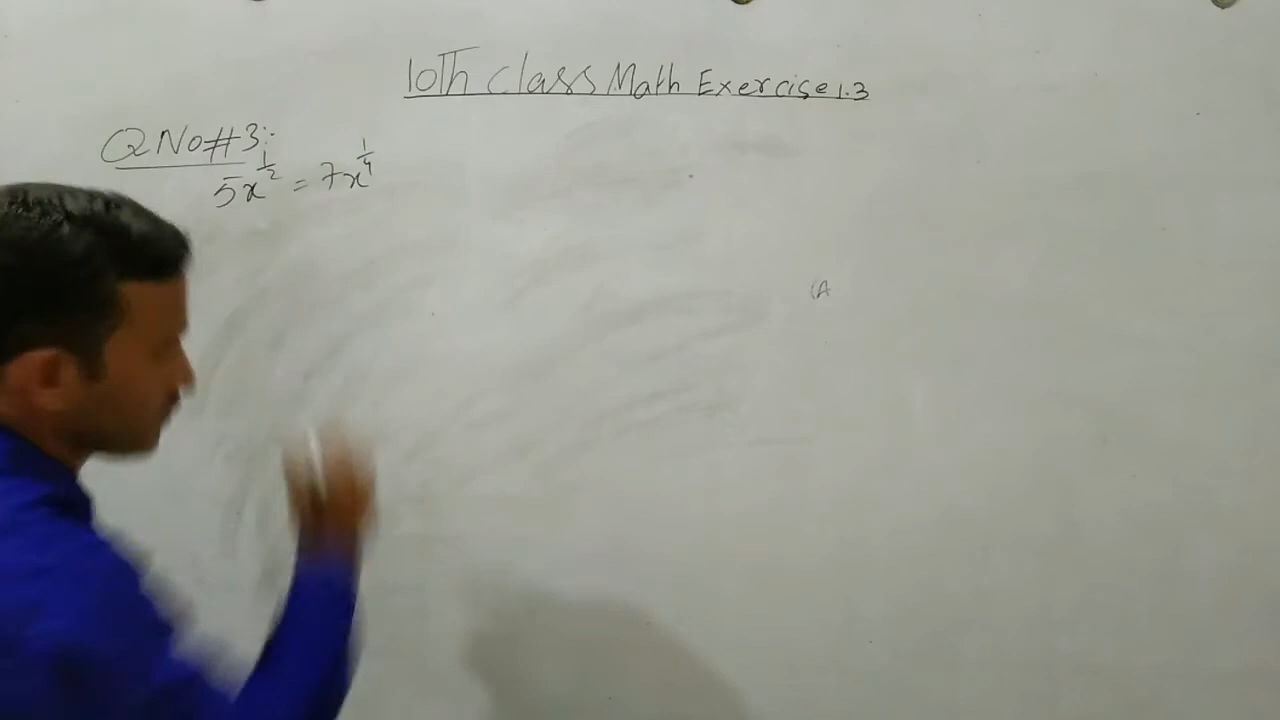 10Th Class Math Exercise 1.3
Q No # 3:-
5x^{1/2} = 7x^{1/4}
(A